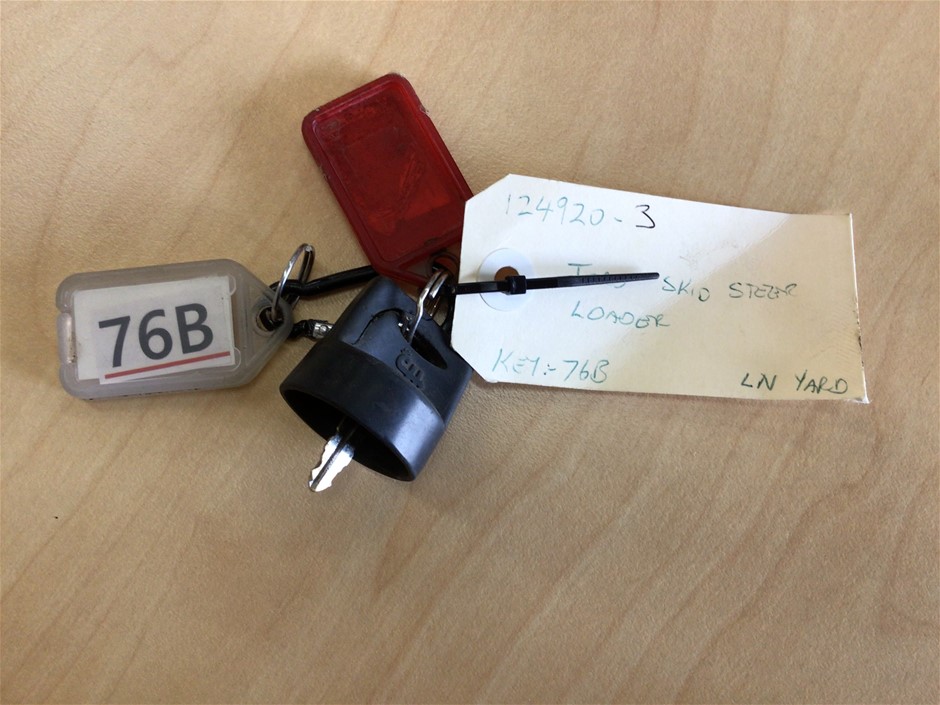 76B
124920-3
SKID STEER
LOADER
KEY:- 76B
LN YARD